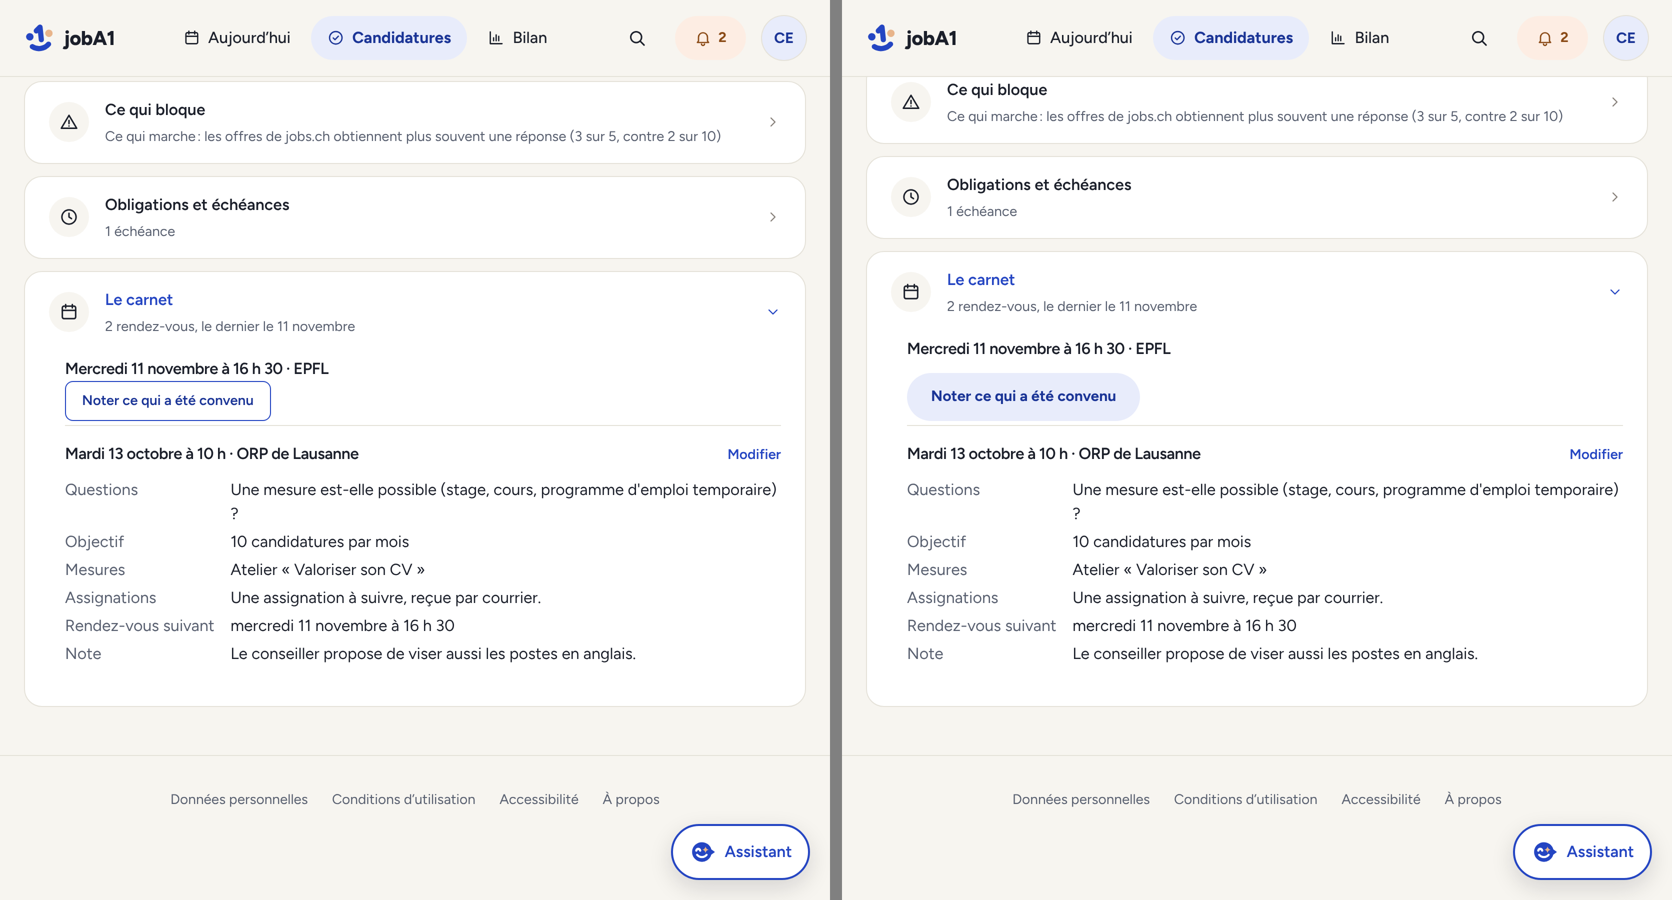 jobA1 Aujourd'hui Candidatures Bilan 2 CE
Ce qui bloque
Ce qui marche : les offres de jobs.ch obtiennent plus souvent une réponse (3 sur 5, contre 2 sur 10)
Obligations et échéances
1 échéance
Le carnet
2 rendez-vous, le dernier le 11 novembre
Mercredi 11 novembre à 16 h 30 · EPFL
Noter ce qui a été convenu
Mardi 13 octobre à 10 h · ORP de Lausanne Modifier
Questions Une mesure est-elle possible (stage, cours, programme d'emploi temporaire)
?
Objectif 10 candidatures par mois
Mesures Atelier « Valoriser son CV »
Assignations Une assignation à suivre, reçue par courrier.
Rendez-vous suivant mercredi 11 novembre à 16 h 30
Note Le conseiller propose de viser aussi les postes en anglais.
Données personnelles Conditions d'utilisation Accessibilité À propos
Assistant
jobA1 Aujourd'hui Candidatures Bilan 2 CE
Ce qui bloque
Ce qui marche : les offres de jobs.ch obtiennent plus souvent une réponse (3 sur 5, contre 2 sur 10)
Obligations et échéances
1 échéance
Le carnet
2 rendez-vous, le dernier le 11 novembre
Mercredi 11 novembre à 16 h 30 · EPFL
Noter ce qui a été convenu
Mardi 13 octobre à 10 h · ORP de Lausanne Modifier
Questions Une mesure est-elle possible (stage, cours, programme d'emploi temporaire)
?
Objectif 10 candidatures par mois
Mesures Atelier « Valoriser son CV »
Assignations Une assignation à suivre, reçue par courrier.
Rendez-vous suivant mercredi 11 novembre à 16 h 30
Note Le conseiller propose de viser aussi les postes en anglais.
Données personnelles Conditions d'utilisation Accessibilité À propos
Assistant